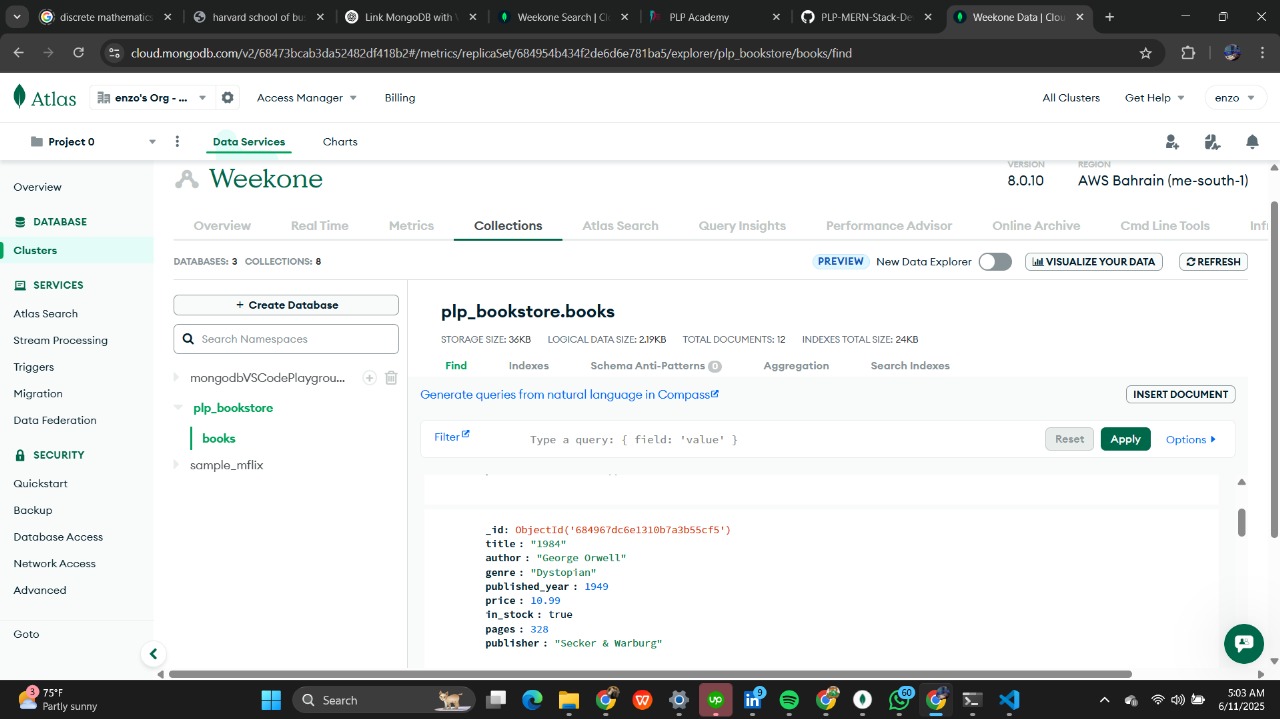 discrete mathematics
harvard school of bu
Link MongoDB with V
Weekone Search | Cl
PLP Academy
PLP-MERN-Stack-De
Weekone Data | Clou
cloud.mongodb.com/v2/68473bcab3da52482df418b2#/metrics/replicaSet/684954b434f2de6d6e781ba5/explorer/plp_bookstore/books/find
Atlas
enzo's Org - ...
Access Manager
Billing
All Clusters
Get Help
enzo
Project 0
Data Services
Charts
Overview
DATABASE
Clusters
SERVICES
Atlas Search
Stream Processing
Triggers
Migration
Data Federation
SECURITY
Quickstart
Backup
Database Access
Network Access
Advanced
Goto
Weekone
VERSION
8.0.10
REGION
AWS Bahrain (me-south-1)
Overview
Real Time
Metrics
Collections
Atlas Search
Query Insights
Performance Advisor
Online Archive
Cmd Line Tools
Inf
DATABASES: 3 COLLECTIONS: 8
PREVIEW
New Data Explorer
VISUALIZE YOUR DATA
REFRESH
+ Create Database
Search Namespaces
mongodbVSCodePlaygrou...
plp_bookstore
books
sample_mflix
plp_bookstore.books
STORAGE SIZE: 36KB LOGICAL DATA SIZE: 2.19KB TOTAL DOCUMENTS: 12 INDEXES TOTAL SIZE: 24KB
Find
Indexes
Schema Anti-Patterns 0
Aggregation
Search Indexes
Generate queries from natural language in Compass
INSERT DOCUMENT
Filter
Type a query: { field: 'value' }
Reset
Apply
Options
_id: ObjectId('684967dc6e1310b7a3b55cf5')
title : "1984"
author : "George Orwell"
genre : "Dystopian"
published_year : 1949
price : 10.99
in_stock : true
pages : 328
publisher : "Secker & Warburg"
3
75°F
Partly sunny
Search
up
9
60
5:03 AM
6/11/2025